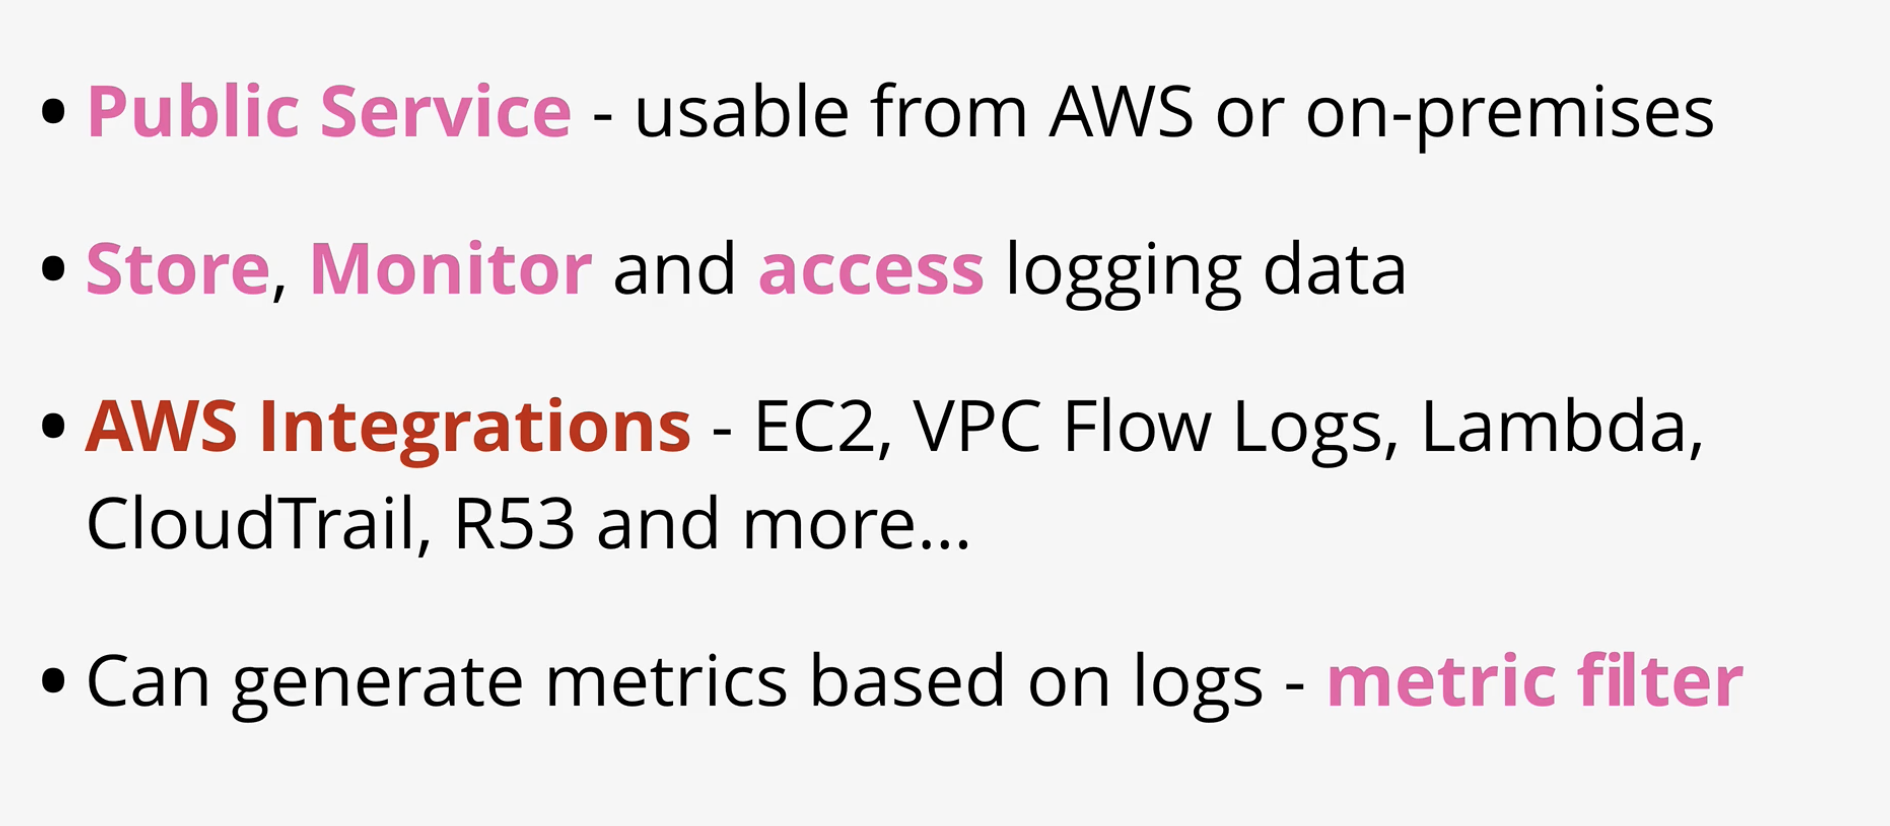 • Public Service - usable from AWS or on-premises
• Store, Monitor and access logging data
• AWS Integrations - EC2, VPC Flow Logs, Lambda,
CloudTrail, R53 and more...
• Can generate metrics based on logs - metric filter